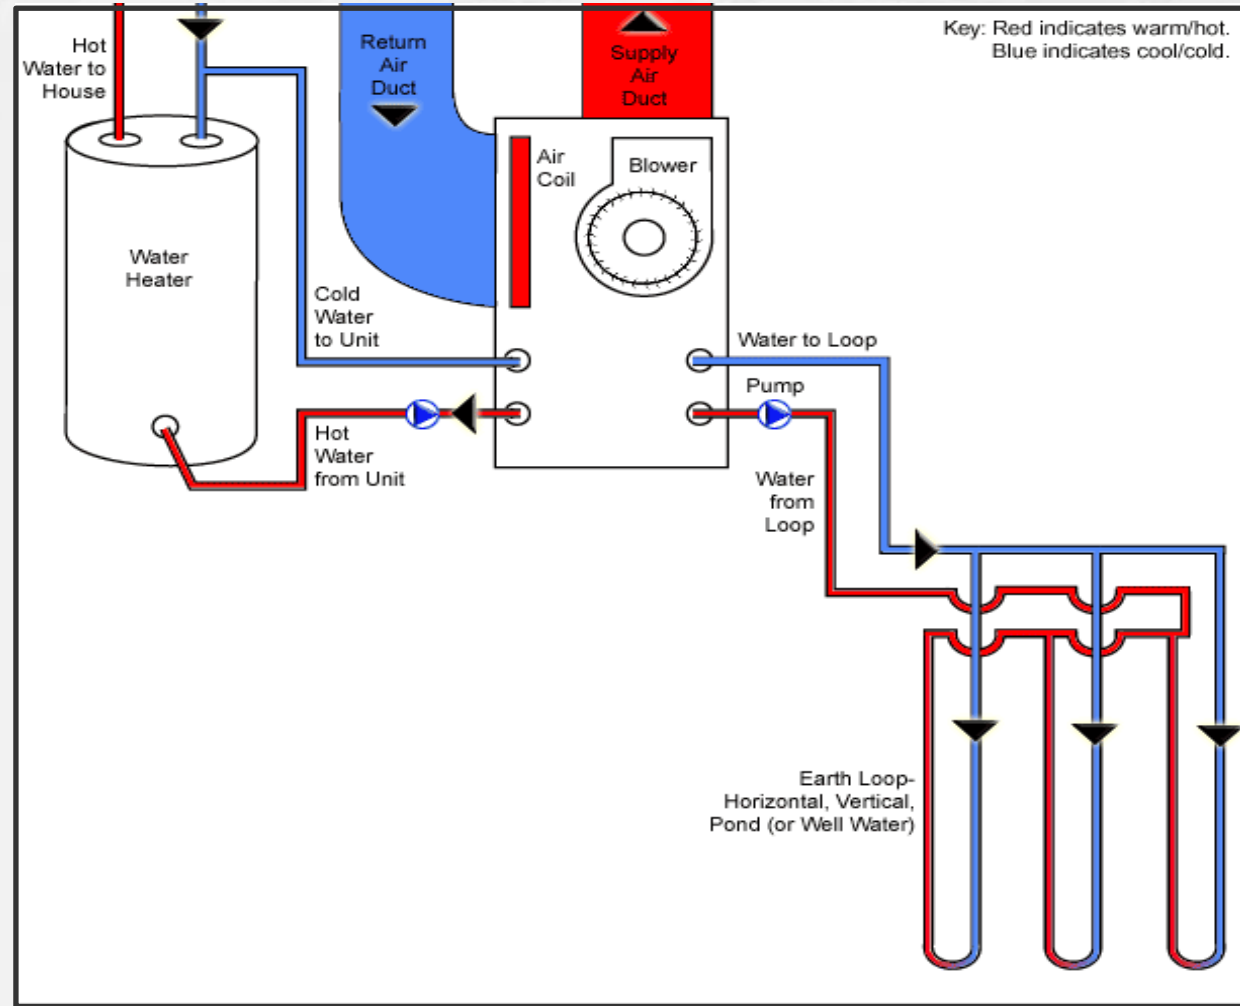 Key: Red indicates warm/hot.
Blue indicates cool/cold.
Hot
Water to
House
Return
Air
Duct
Supply
Air
Duct
Air
Coil
Blower
Water
Heater
Cold
Water
to Unit
Water to Loop
Pump
Hot
Water
from Unit
Water
from
Loop
Earth Loop-
Horizontal, Vertical,
Pond (or Well Water)